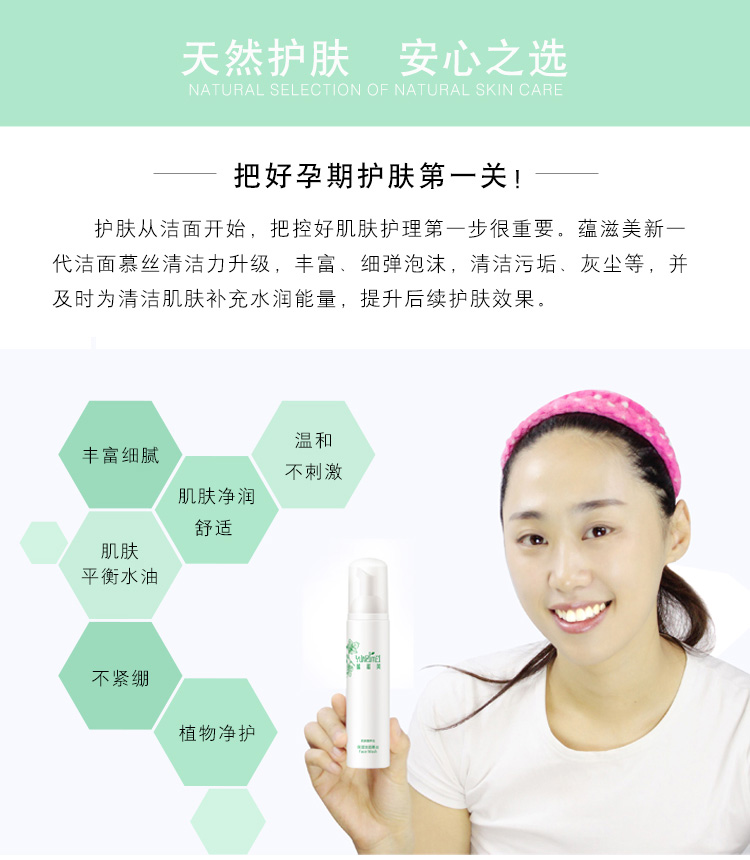 天然护肤 安心之选
NATURAL SELECTION OF NATURAL SKIN CARE
把好孕期护肤第一关！
护肤从洁面开始，把控好肌肤护理第一步很重要。蕴滋美新一
代洁面慕丝清洁力升级，丰富、细弹泡沫，清洁污垢、灰尘等，并
及时为清洁肌肤补充水润能量，提升后续护肤效果。
丰富细腻
温和
不刺激
肌肤净润
舒适
肌肤
平衡水油
不紧绷
植物净护
Face Wash